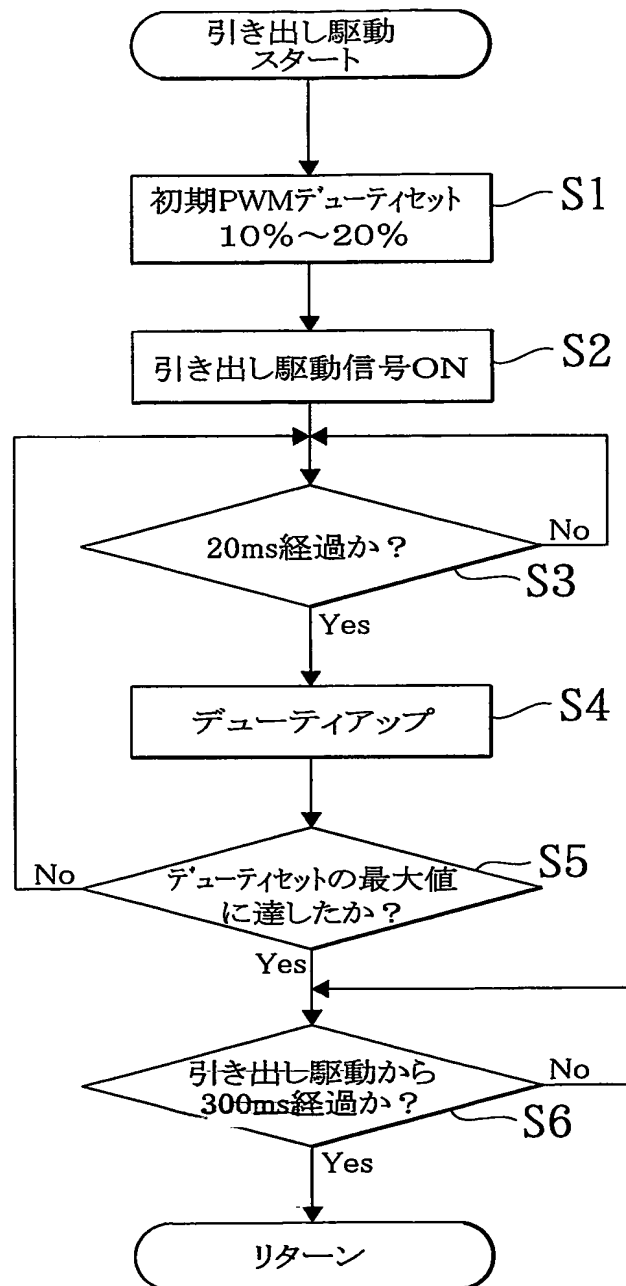 引き出し駆動
スタート
初期PWMデューティセット
10%～20%
S1
引き出し駆動信号ON
S2
20ms経過か？
No
S3
Yes
デューティアップ
S4
デューティセットの最大値
に達したか？
S5
No
Yes
引き出し駆動から
300ms経過か？
No
S6
Yes
リターン